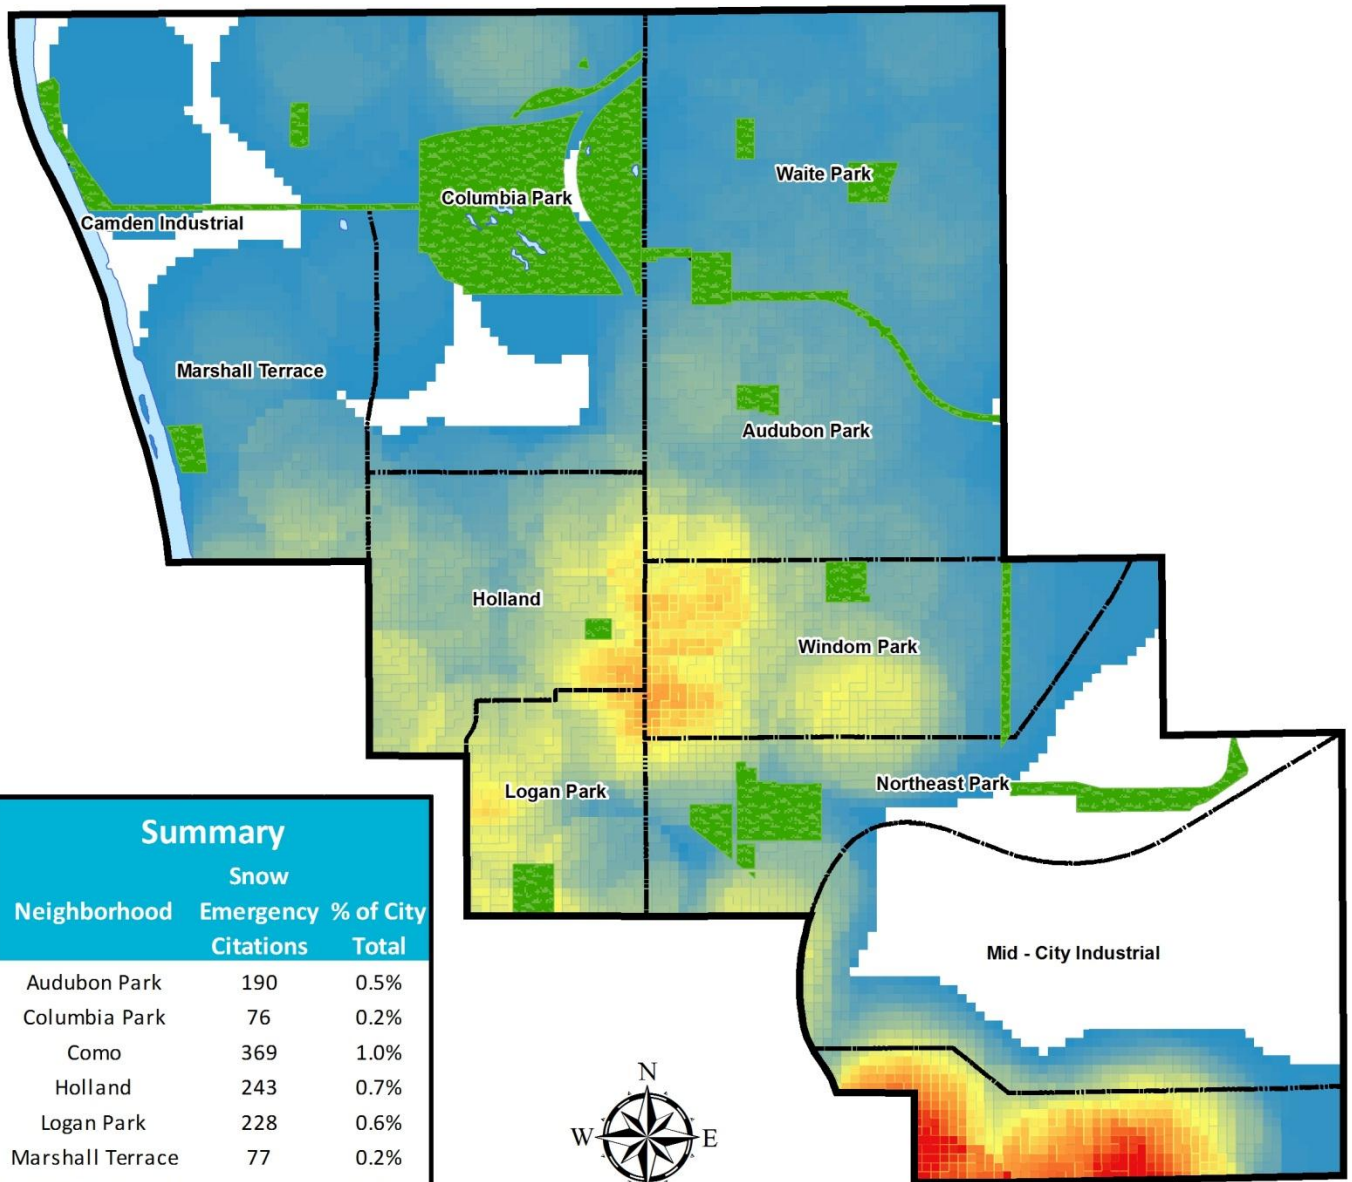 Columbia Park
Waite Park
Camden Industrial
Marshall Terrace
Audubon Park
Holland
Windom Park
Logan Park
Northeast Park
Mid - City Industrial
Summary
Snow
Neighborhood Emergency % of City
Citations Total
Audubon Park 190 0.5%
Columbia Park 76 0.2%
Como 369 1.0%
Holland 243 0.7%
Logan Park 228 0.6%
Marshall Terrace 77 0.2%
N
W E